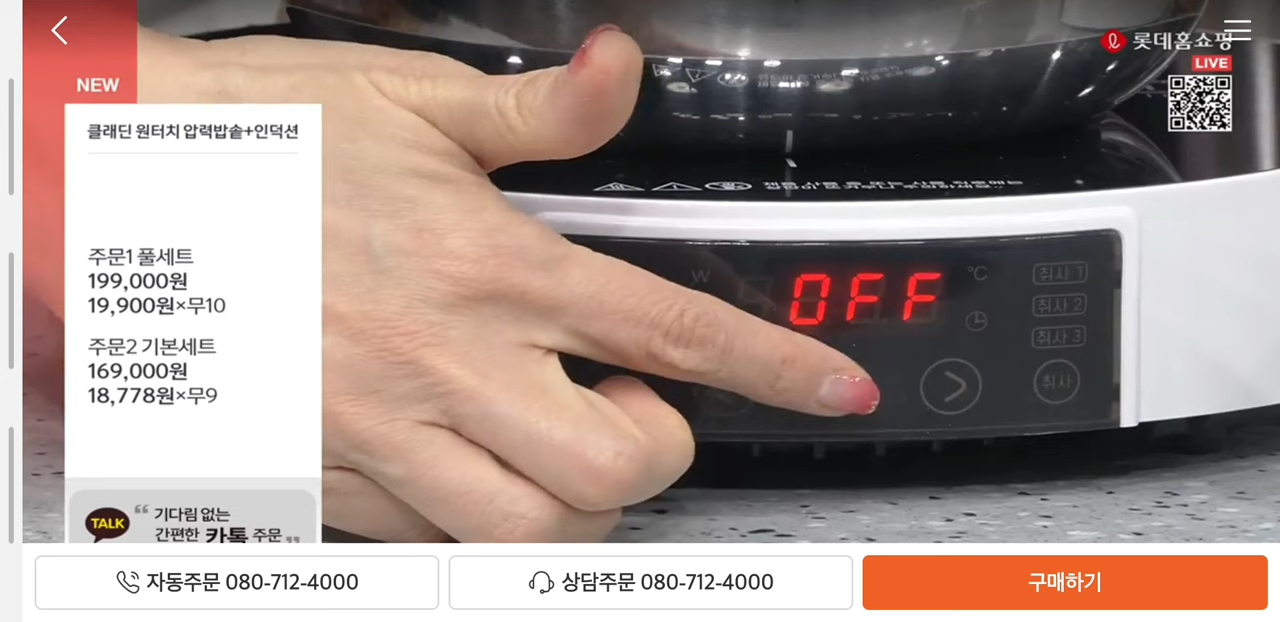 롯데홈쇼핑
LIVE
NEW
클래딘 원터치 압력밥솥+인덕션
주문1 풀세트
199,000원
19,900원×무10
주문2 기본세트
169,000원
18,778원×무9
TALK
“ 기다림 없는
간편한 카톡 주문 ”
W
OFF
°C
취사 1
취사 2
취사 3
취사
자동주문 080-712-4000
상담주문 080-712-4000
구매하기